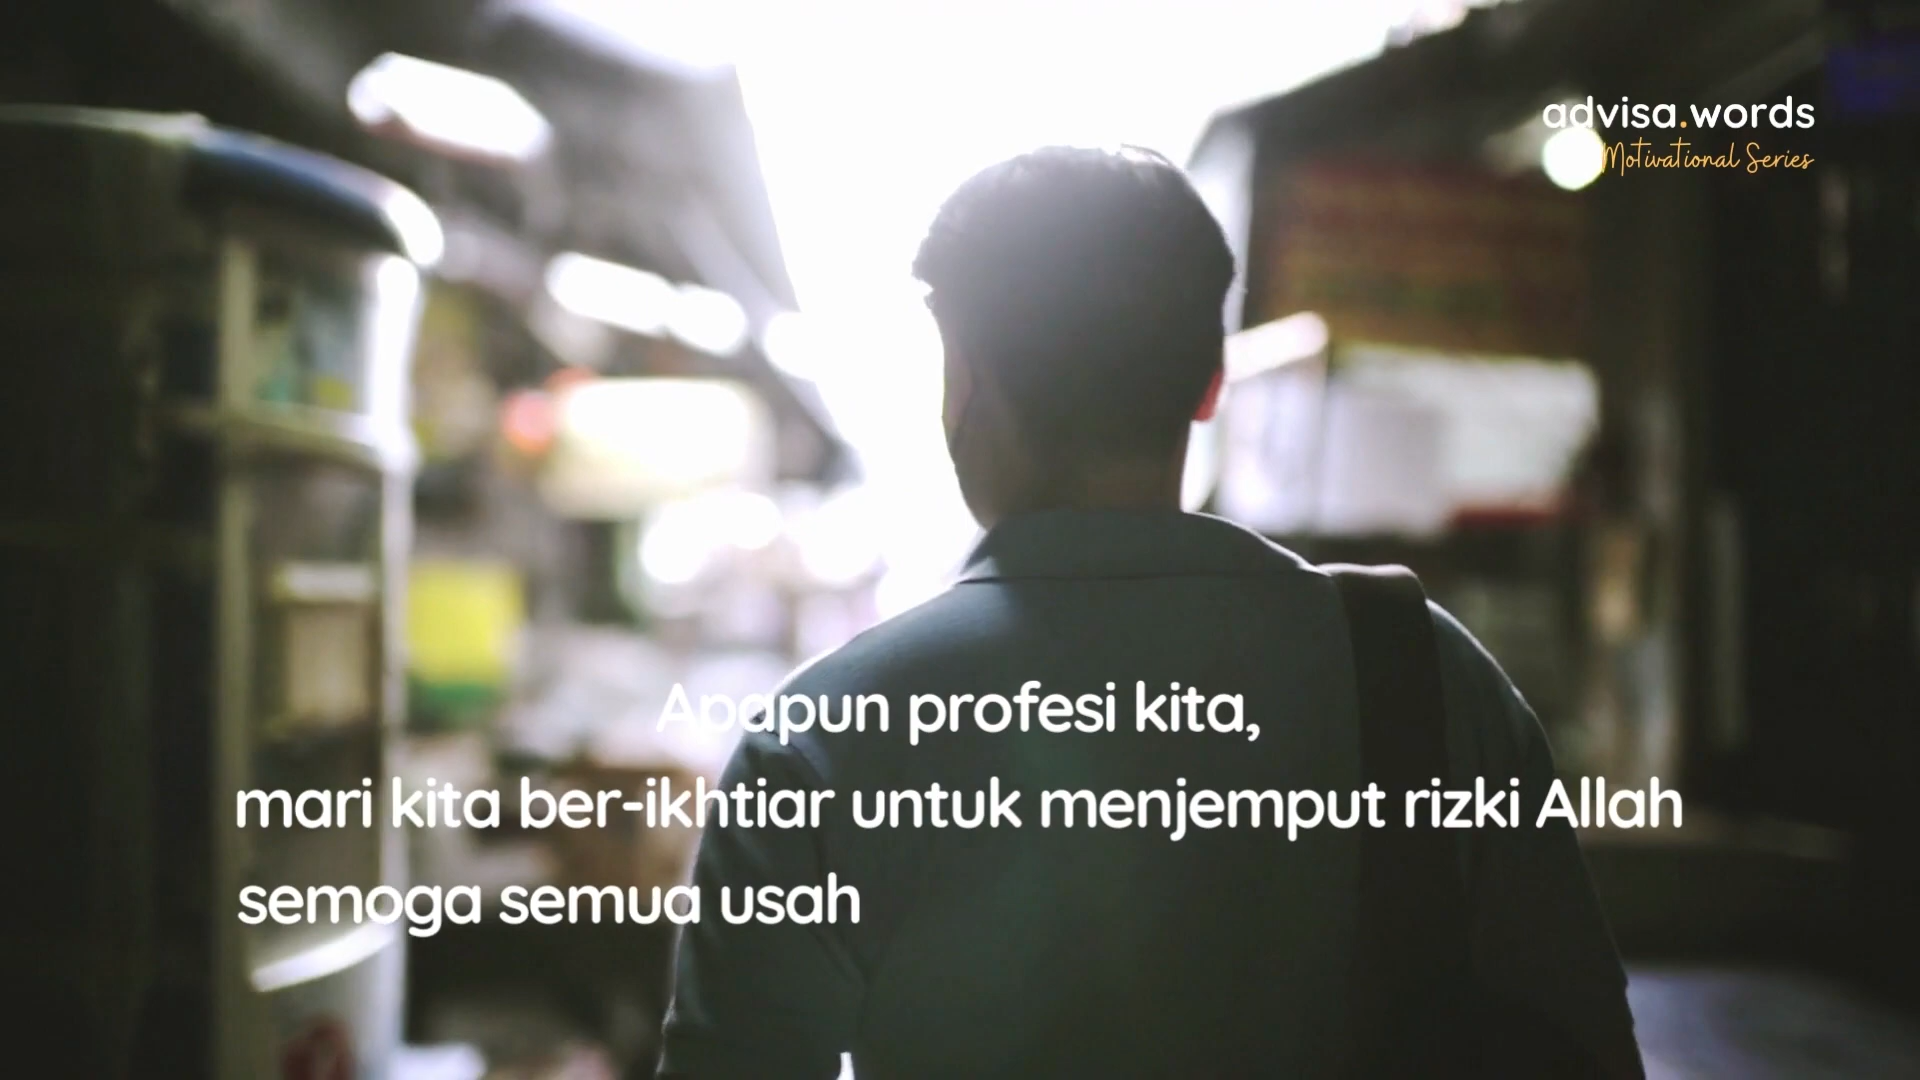 advisa.words
Motivational Series
Apapun profesi kita,
mari kita ber-ikhtiar untuk menjemput rizki Allah
semoga semua usah